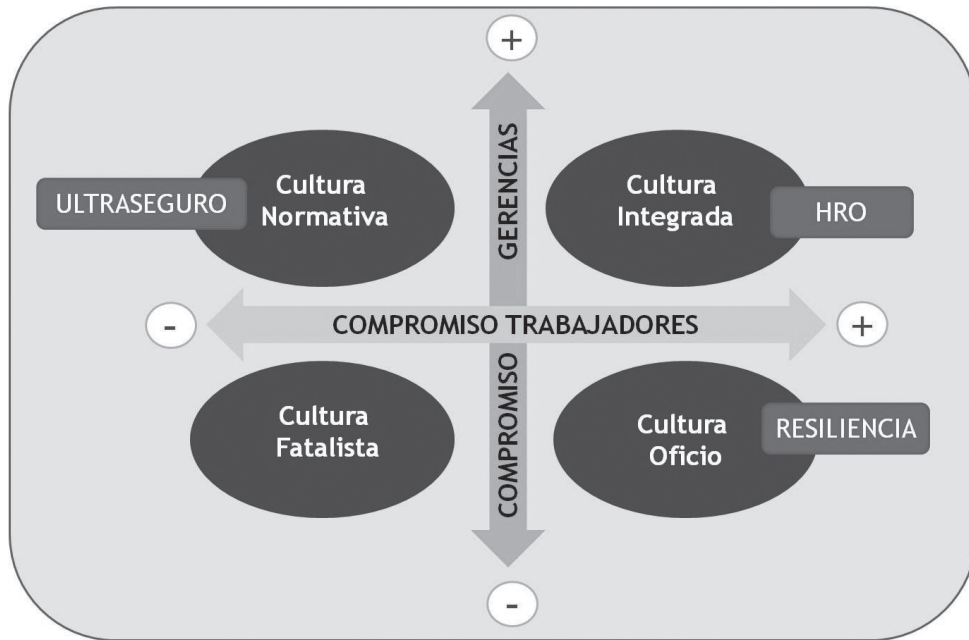 +
GERENCIAS
Cultura
Normativa
ULTRASEGURO
Cultura
Integrada
HRO
-
COMPROMISO TRABAJADORES
+
Cultura
Fatalista
COMPROMISO
Cultura
Oficio
RESILIENCIA
-